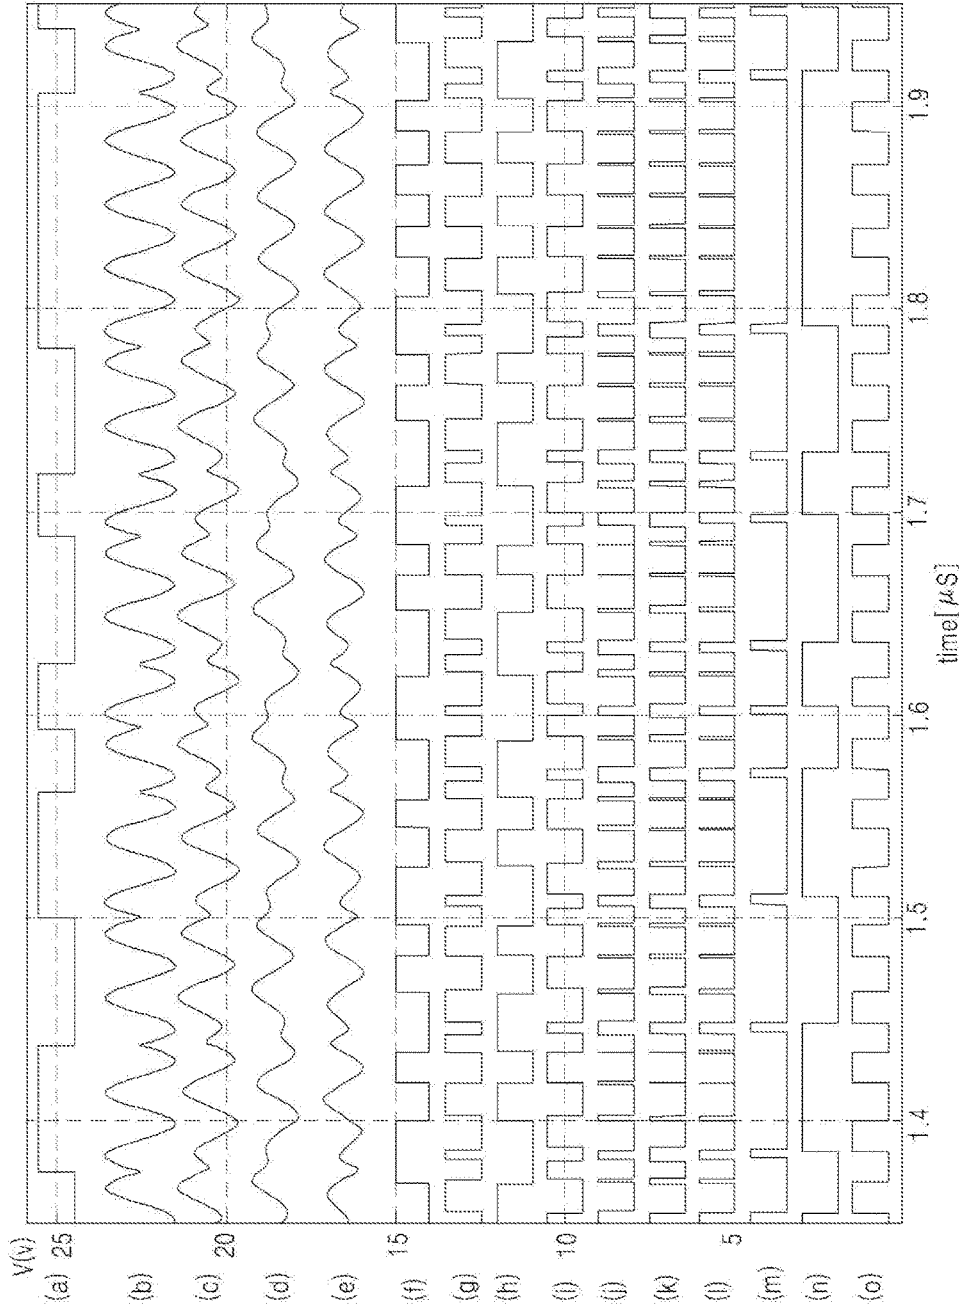 V(v)
(a) 25
(b)
(c) 20
(d)
(e)
(f) 15
(g)
(h)
(i) 10
(j)
(k)
(l) 5
(m)
(n)
(o)
1.4 1.5 1.6 1.7 1.8 1.9
time[μS]